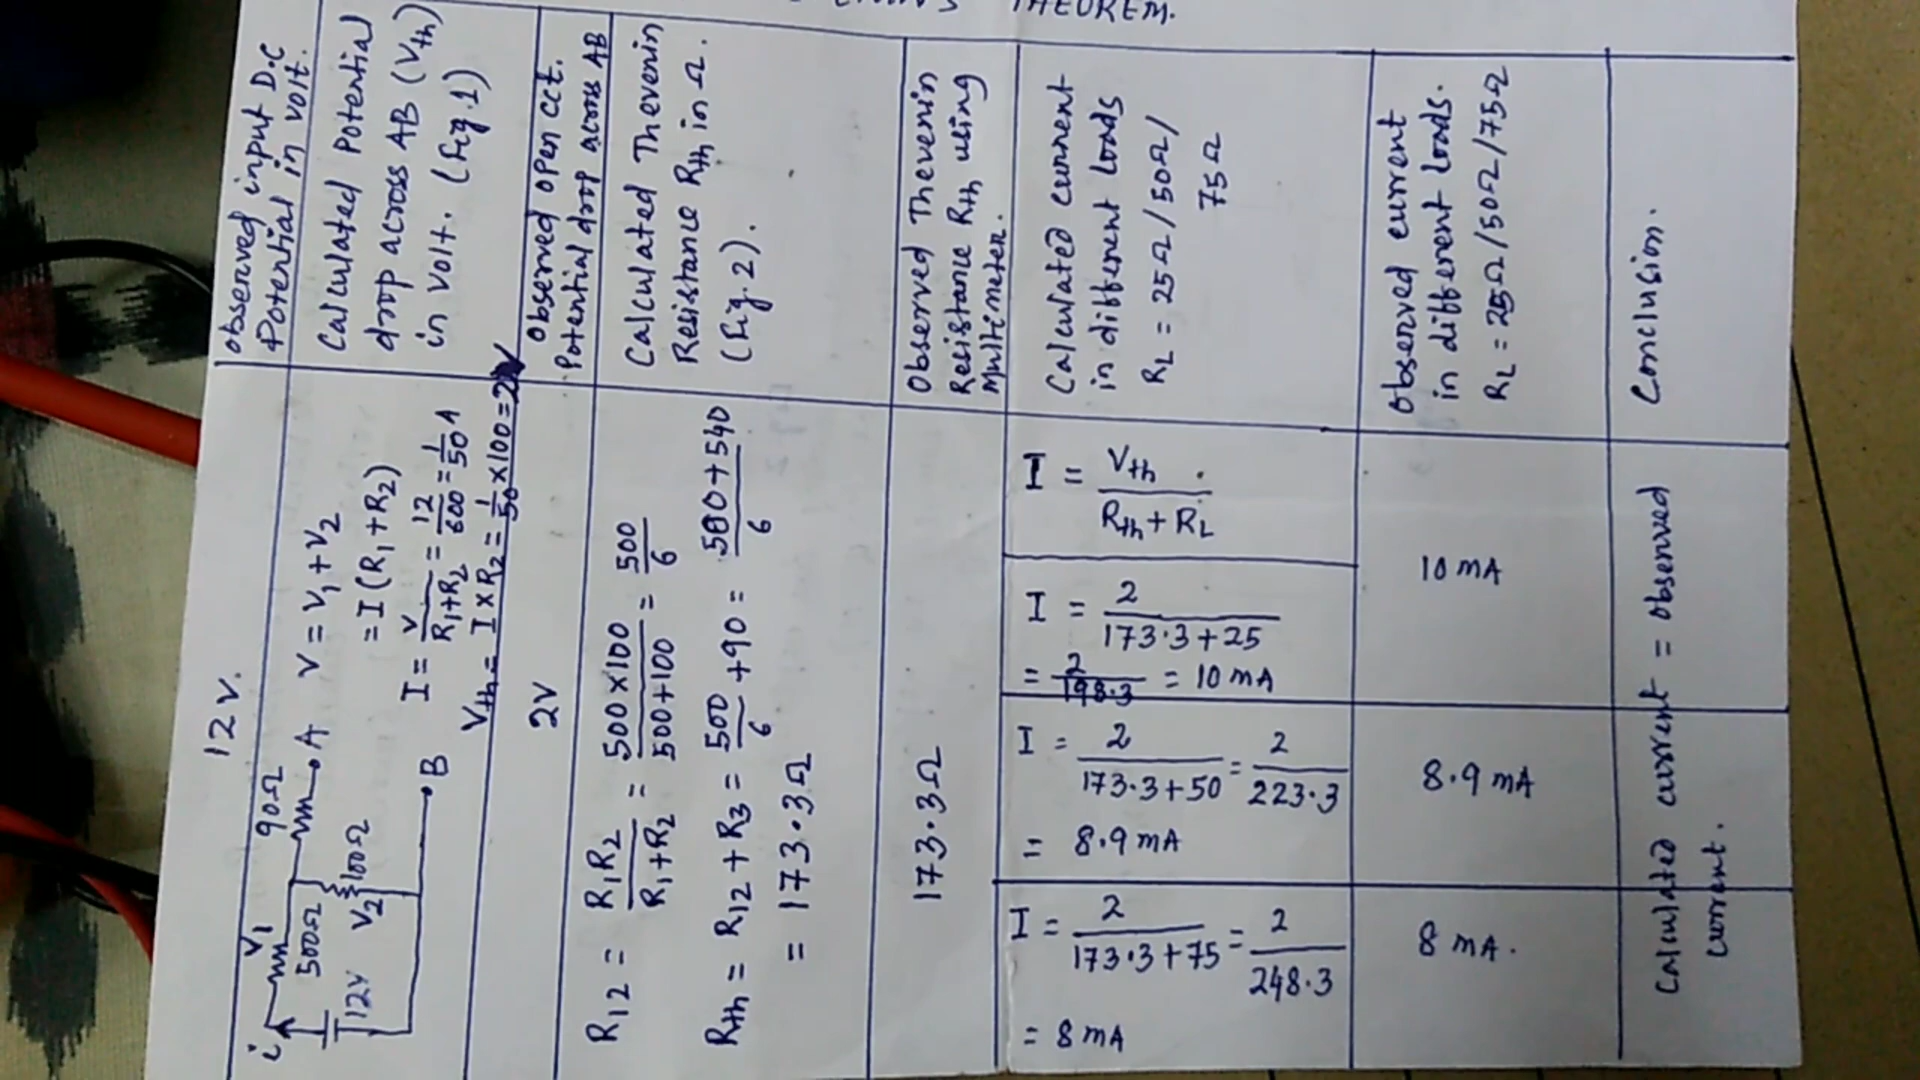 THEOREM.
observed input D.C
Potential in volt.
12 V.
Calculated Potential
drop across AB (Vth)
in volt. (fig.1)
i
V1
500Ω
90Ω
A
12V
V2
100Ω
B
V = V1 + V2
= I (R1 + R2)
I = V/(R1+R2) = 12/600 = 1/50 A
Vth = I × R2 = 1/50 × 100 = 2V
Observed open cct.
Potential drop across AB
2V
Calculated Thevenin
Resistance Rth in Ω.
(fig. 2).
R12 = R1R2/(R1+R2) = 500×100/(500+100) = 500/6
Rth = R12 + R3 = 500/6 + 90 = (500+540)/6
= 173.3Ω
Observed Thevenin
Resistance Rth using
Multimeter.
173.3Ω
Calculated current
in different loads
RL = 25Ω/50Ω/
75Ω
I = Vth/(Rth + RL)
I = 2/(173.3+25)
= 2/198.3 = 10 mA
I = 2/(173.3+50) = 2/223.3
= 8.9 mA
I = 2/(173.3+75) = 2/248.3
= 8 mA
Observed current
in different loads.
RL = 25Ω/50Ω/75Ω
10 mA
8.9 mA
8 mA.
Conclusion.
Calculated current = observed
current.